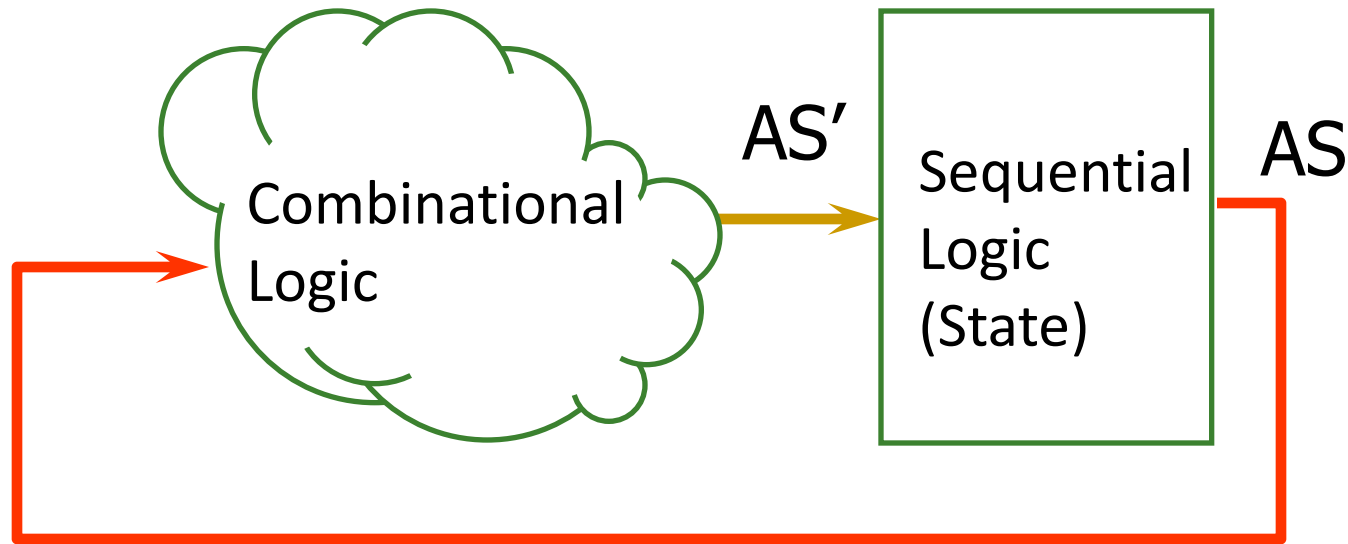 Combinational
Logic
AS’
Sequential
Logic
(State)
AS